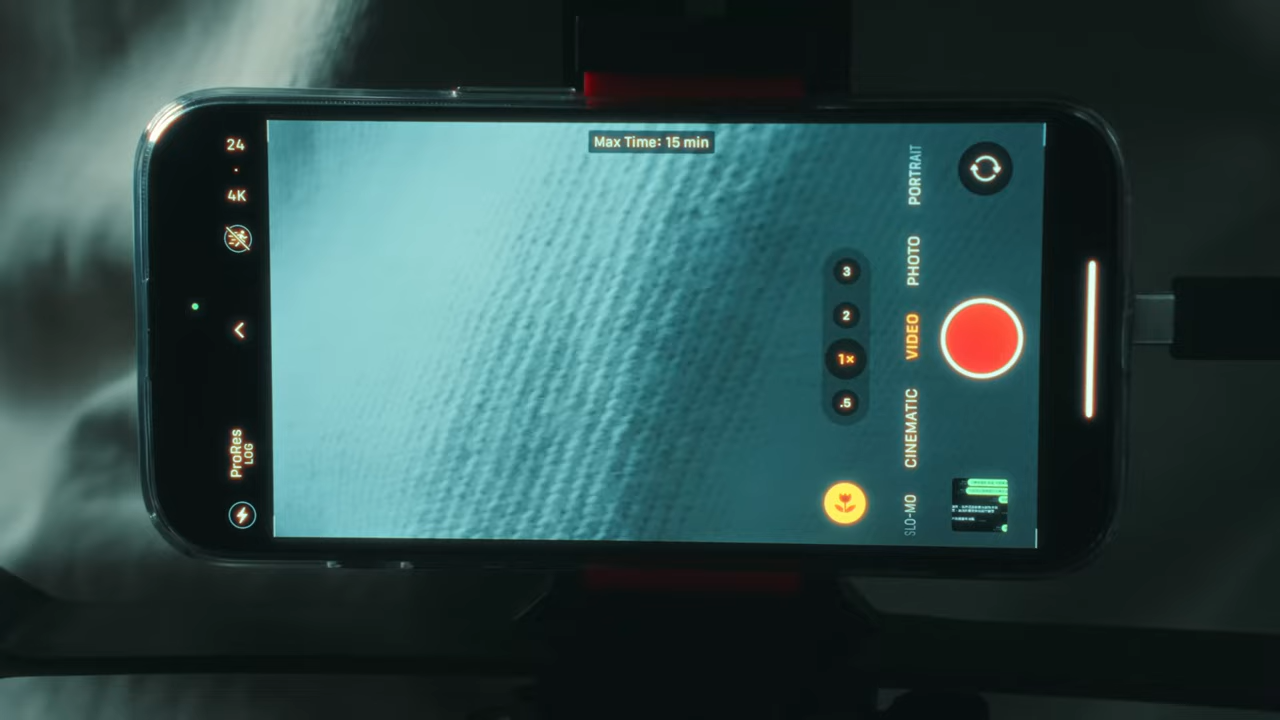 24
4K
ProRes
LOG
Max Time: 15 min
3
2
1×
.5
PORTRAIT
PHOTO
VIDEO
CINEMATIC
SLO-MO